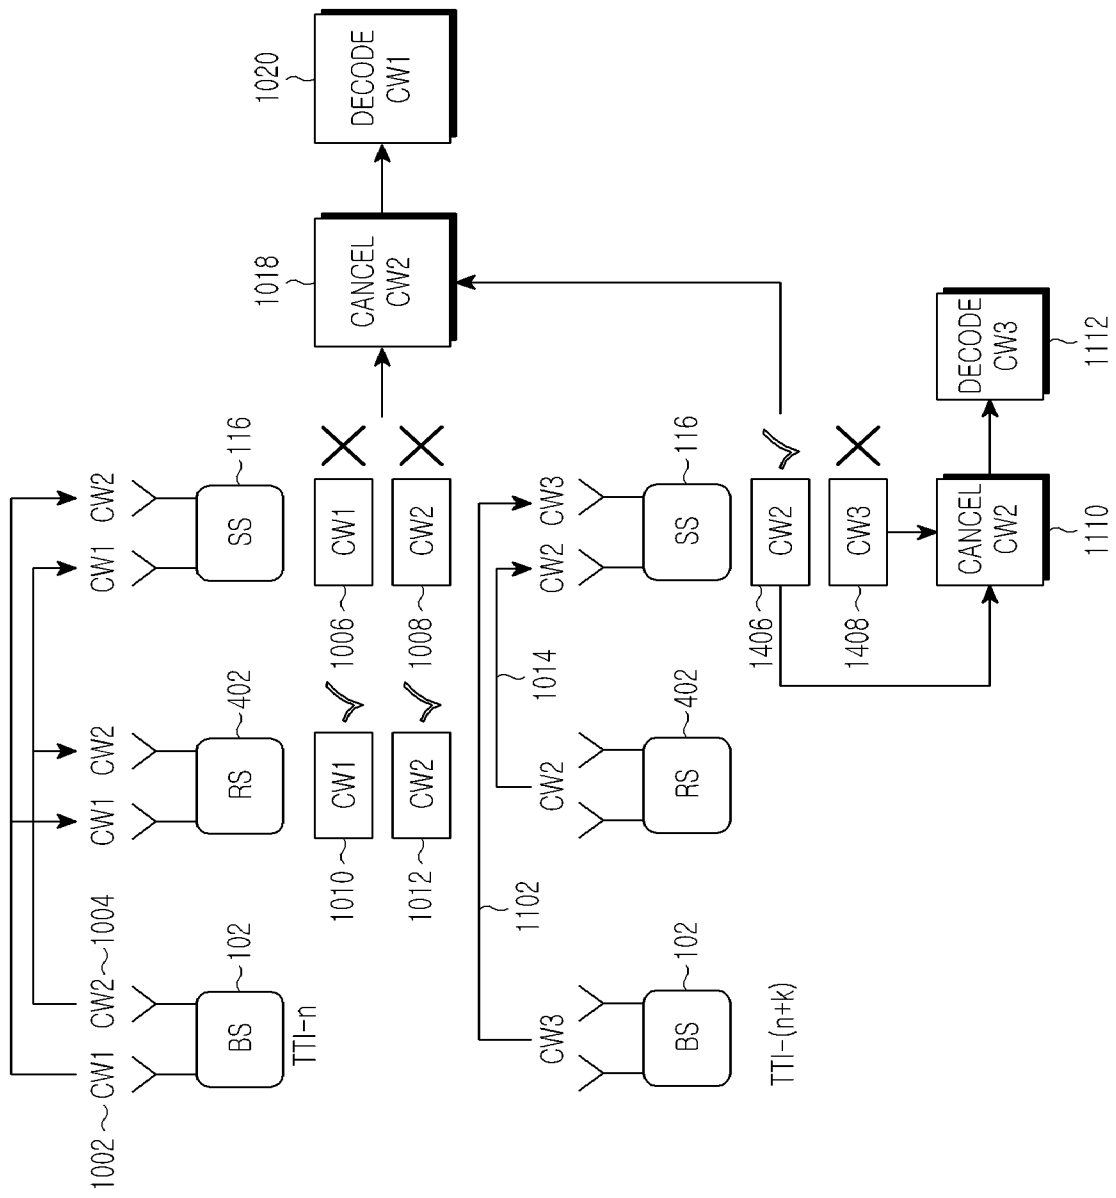 1002 CW1 CW2 1004 CW1 CW2 CW1 CW2
BS 102 RS 402 SS 116
1018 1020
TTI-n
1010 CW1 1006 CW1
CANCEL
CW2
DECODE
CW1
1012 CW2 1008 CW2
1102 1014
CW3 CW2 CW2 CW3
BS 102 RS 402 SS 116
TTI-(n+k)
1406 CW2
1408 CW3
CANCEL
CW2
DECODE
CW3
1110 1112